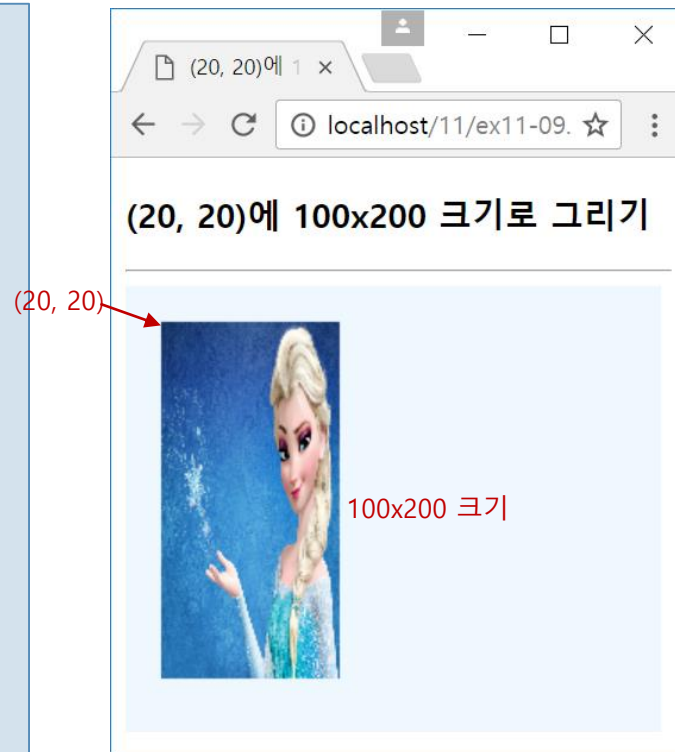 (20, 20)에 1
localhost/11/ex11-09.
(20, 20)에 100x200 크기로 그리기
(20, 20)
100x200 크기